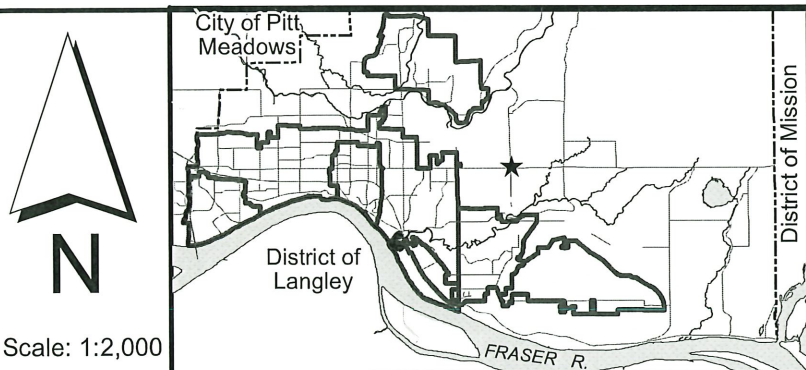 City of Pitt
Meadows
District of Mission
District of
Langley
N
Scale: 1:2,000
FRASER R.